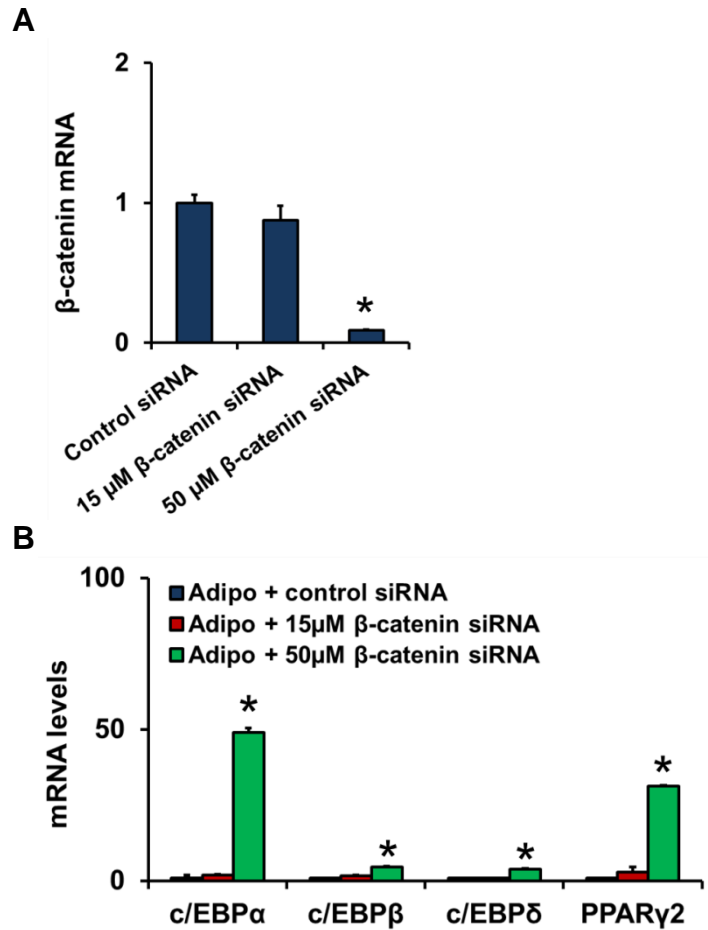 A
2
1
0
β-catenin mRNA
*
Control siRNA
15 µM β-catenin siRNA
50 µM β-catenin siRNA
B
100
50
0
mRNA levels
Adipo + control siRNA
Adipo + 15µM β-catenin siRNA
Adipo + 50µM β-catenin siRNA
*
*
*
*
c/EBPα
c/EBPβ
c/EBPδ
PPARγ2